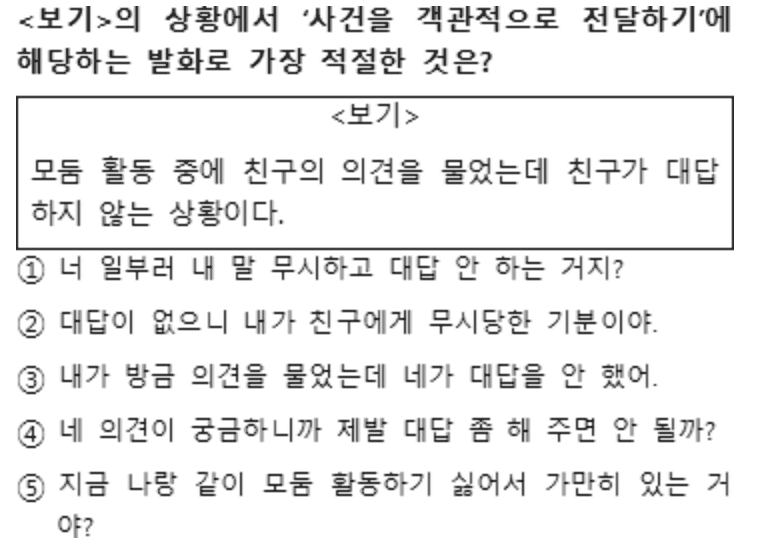 <보기>의 상황에서 ‘사건을 객관적으로 전달하기’에
해당하는 발화로 가장 적절한 것은?
<보기>
모둠 활동 중에 친구의 의견을 물었는데 친구가 대답
하지 않는 상황이다.
① 너 일부러 내 말 무시하고 대답 안 하는 거지?
② 대답이 없으니 내가 친구에게 무시당한 기분이야.
③ 내가 방금 의견을 물었는데 네가 대답을 안 했어.
④ 네 의견이 궁금하니까 제발 대답 좀 해 주면 안 될까?
⑤ 지금 나랑 같이 모둠 활동하기 싫어서 가만히 있는 거
야?